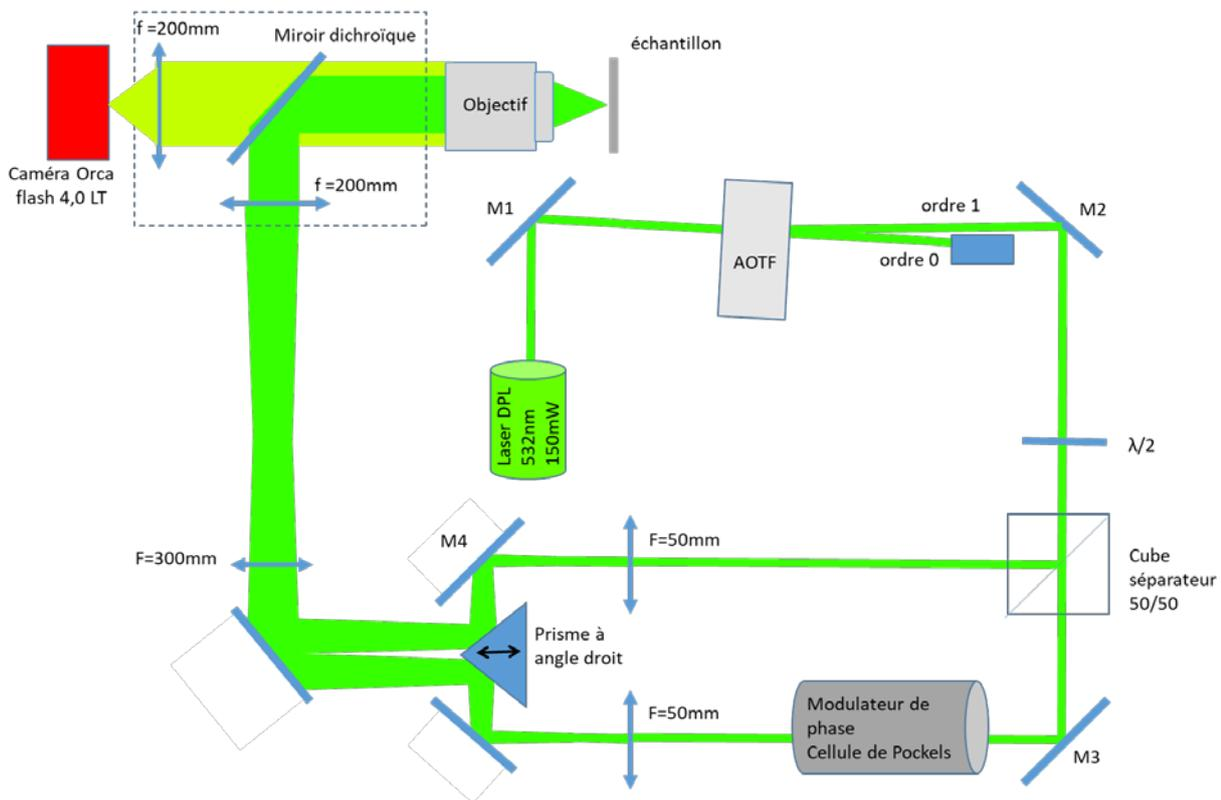 f =200mm
Miroir dichroïque
échantillon
Objectif
Caméra Orca
flash 4,0 LT
f =200mm
M1
ordre 1
M2
AOTF
ordre 0
Laser DPL
532nm
150mW
λ/2
M4
F=50mm
F=300mm
Cube
séparateur
50/50
Prisme à
angle droit
F=50mm
Modulateur de
phase
Cellule de Pockels
M3